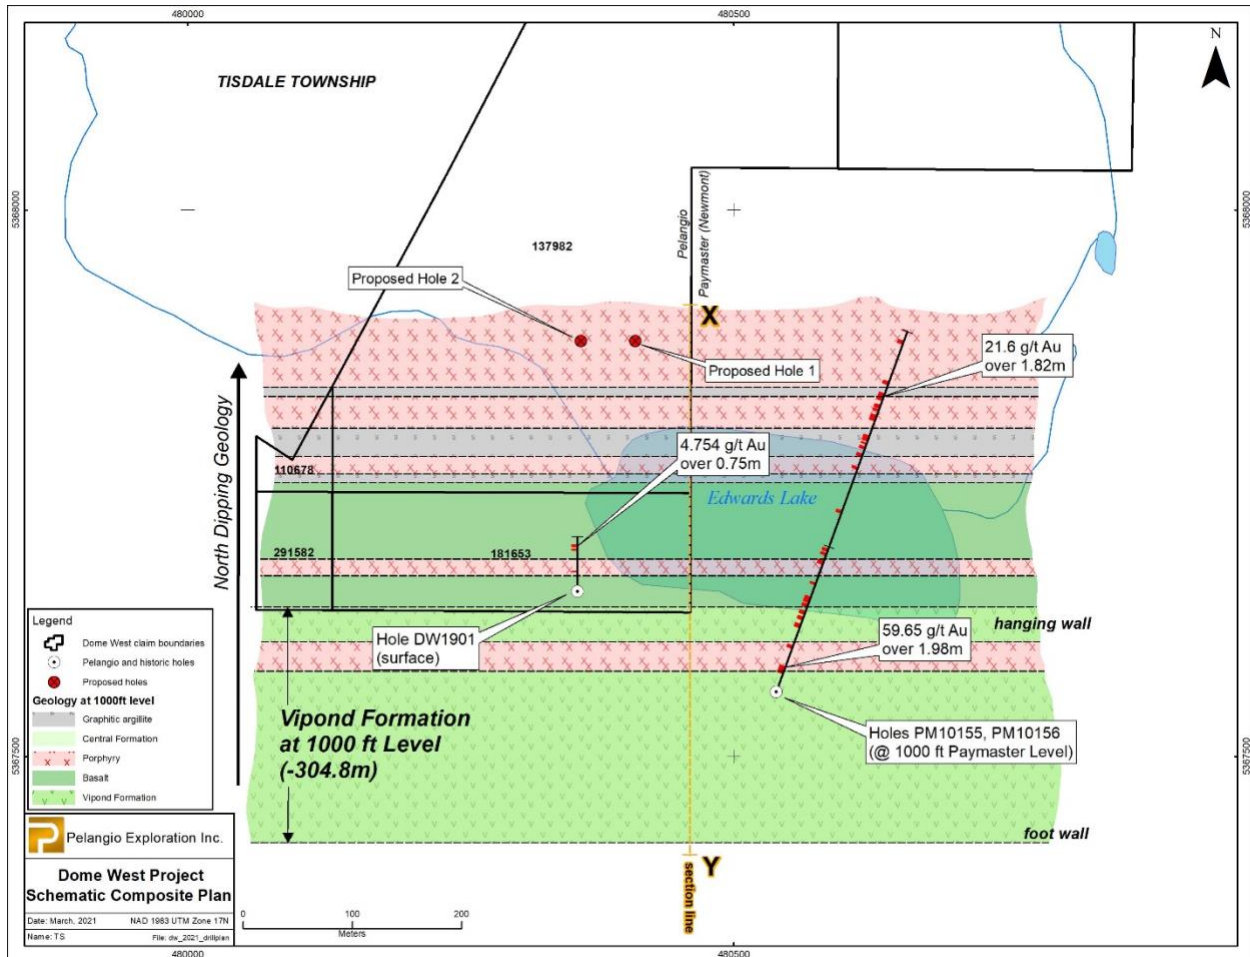 480000
480500
N
TISDALE TOWNSHIP
5368000
5368000
Pelangio
Paymaster (Newmont)
137982
Proposed Hole 2
X
Proposed Hole 1
21.6 g/t Au
over 1.82m
North Dipping Geology
4.754 g/t Au
over 0.75m
110678
Edwards Lake
291582
181653
hanging wall
Hole DW1901
(surface)
59.65 g/t Au
over 1.98m
Vipond Formation
at 1000 ft Level
(-304.8m)
Holes PM10155, PM10156
(@ 1000 ft Paymaster Level)
5367500
5367500
foot wall
Y
section line
Legend
Dome West claim boundaries
Pelangio and historic holes
Proposed holes
Geology at 1000ft level
Graphitic argillite
Central Formation
Porphyry
Basalt
Vipond Formation
Pelangio Exploration Inc.
Dome West Project
Schematic Composite Plan
Date: March, 2021 NAD 1983 UTM Zone 17N
Name: TS File: dw_2021_drillplan
0 100 200
Meters
480000
480500